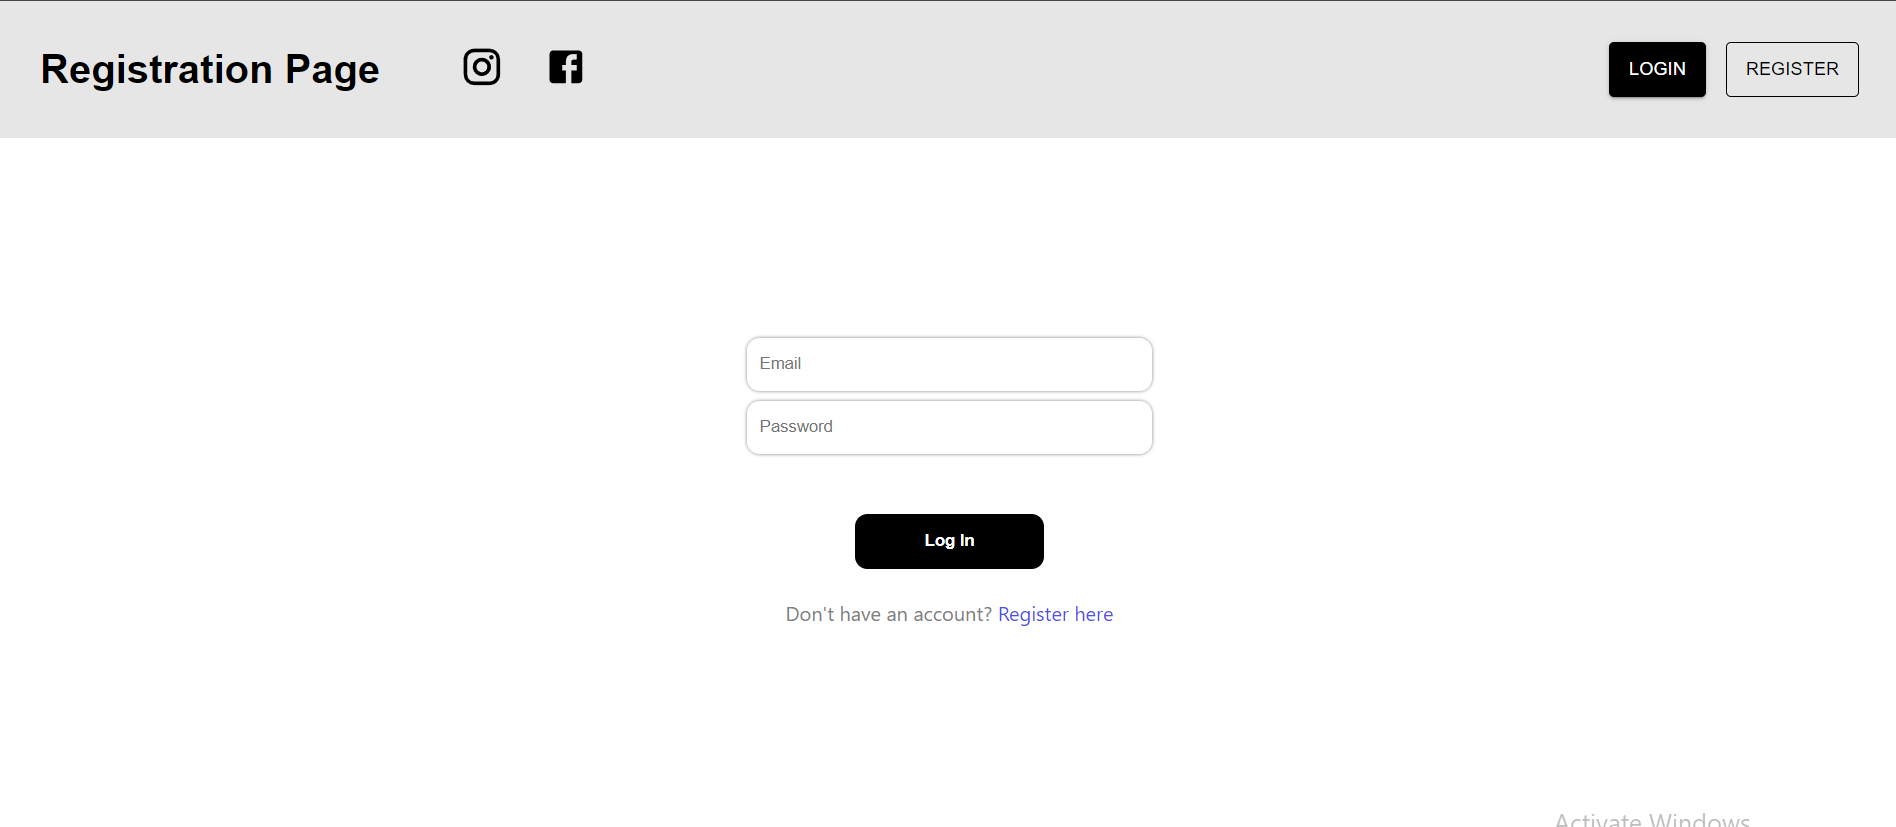 Registration Page
LOGIN
REGISTER
Email
Password
Log In
Don't have an account? Register here
Activate Windows